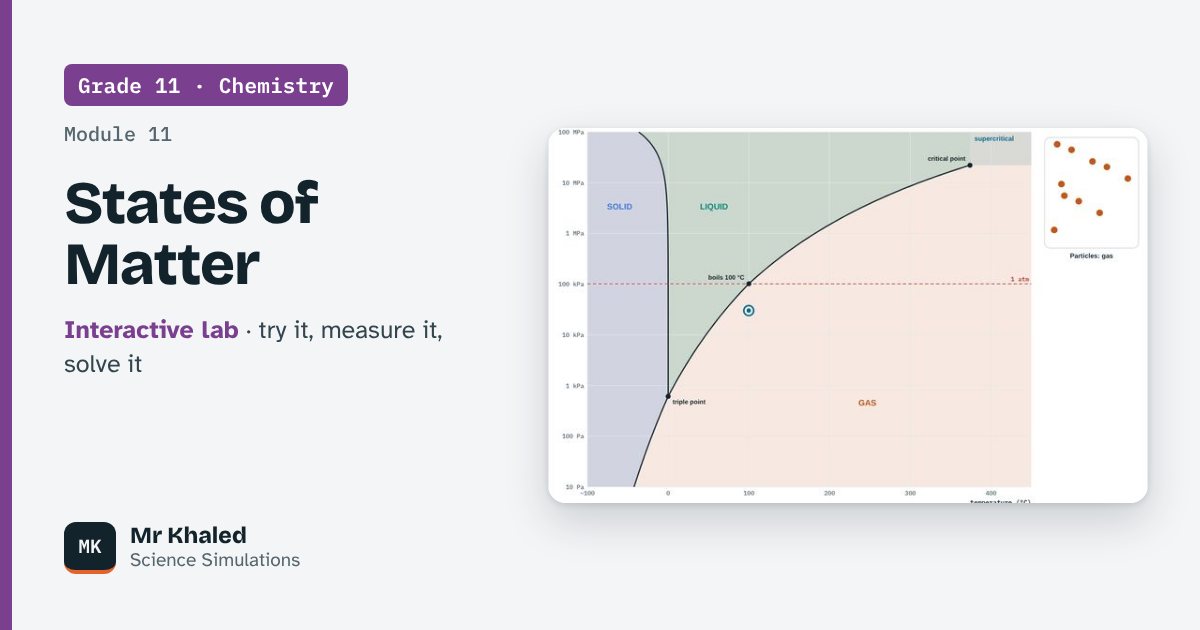 Grade 11 · Chemistry
Module 11
States of
Matter
Interactive lab · try it, measure it,
solve it
MK
Mr Khaled
Science Simulations
100 MPa
10 MPa
1 MPa
100 kPa
10 kPa
1 kPa
100 Pa
10 Pa
-100
0
100
200
300
400
temperature (°C)
SOLID
LIQUID
GAS
supercritical
critical point
boils 100 °C
1 atm
triple point
Particles: gas